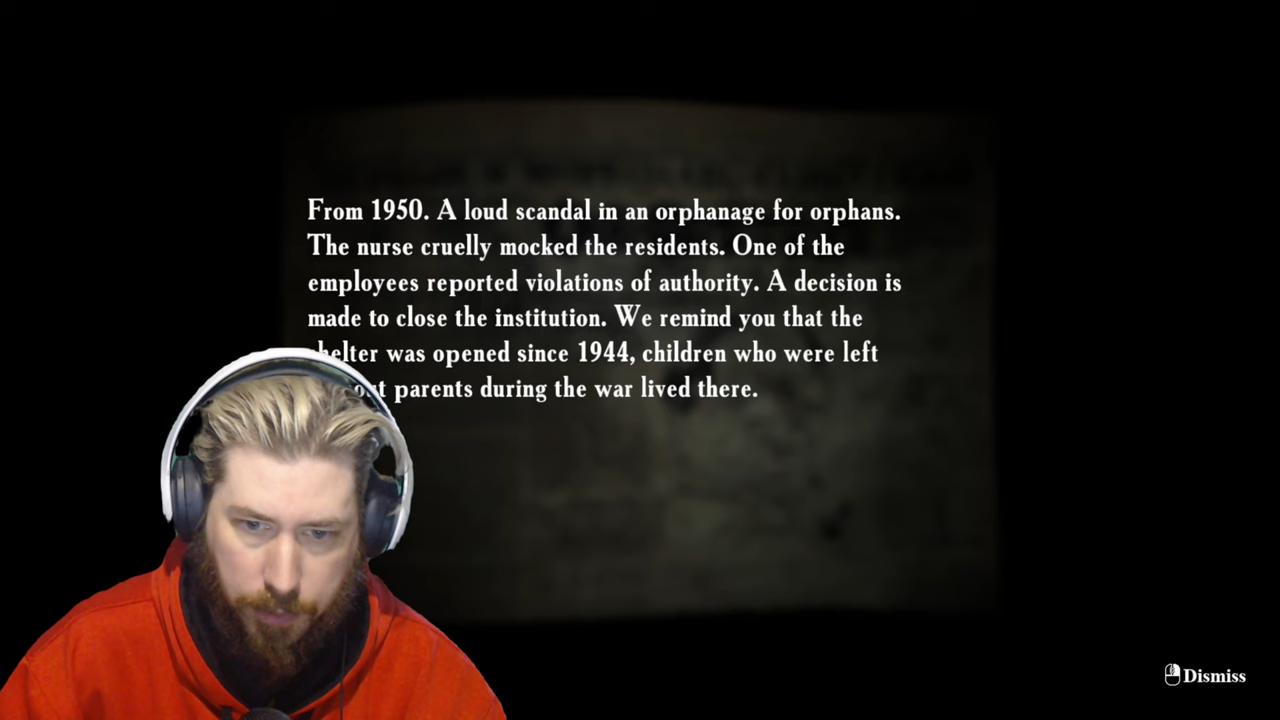 From 1950. A loud scandal in an orphanage for orphans.
The nurse cruelly mocked the residents. One of the
employees reported violations of authority. A decision is
made to close the institution. We remind you that the
shelter was opened since 1944, children who were left
parents during the war lived there.
Dismiss